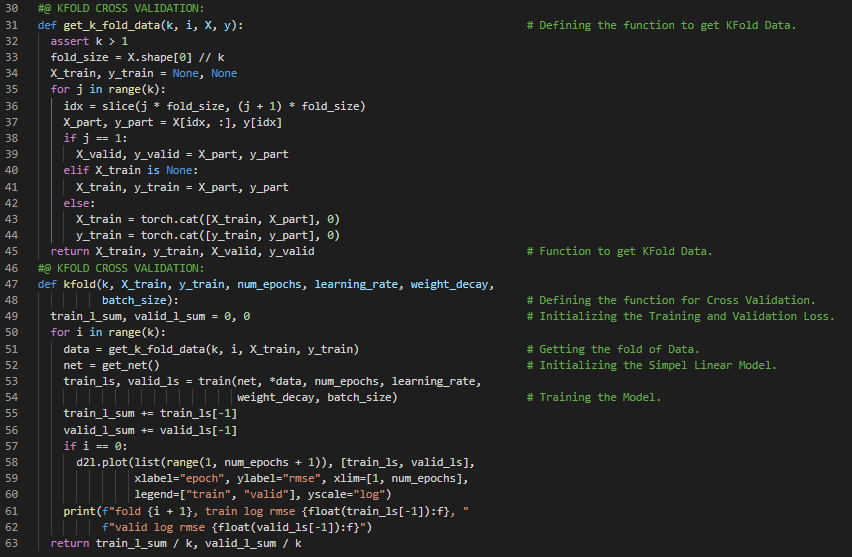 30 #@ KFOLD CROSS VALIDATION:
31 def get_k_fold_data(k, i, X, y): # Defining the function to get KFold Data.
32 assert k > 1
33 fold_size = X.shape[0] // k
34 X_train, y_train = None, None
35 for j in range(k):
36 idx = slice(j * fold_size, (j + 1) * fold_size)
37 X_part, y_part = X[idx, :], y[idx]
38 if j == 1:
39 X_valid, y_valid = X_part, y_part
40 elif X_train is None:
41 X_train, y_train = X_part, y_part
42 else:
43 X_train = torch.cat([X_train, X_part], 0)
44 y_train = torch.cat([y_train, y_part], 0)
45 return X_train, y_train, X_valid, y_valid # Function to get KFold Data.
46 #@ KFOLD CROSS VALIDATION:
47 def kfold(k, X_train, y_train, num_epochs, learning_rate, weight_decay,
48 batch_size): # Defining the function for Cross Validation.
49 train_l_sum, valid_l_sum = 0, 0 # Initializing the Training and Validation Loss.
50 for i in range(k):
51 data = get_k_fold_data(k, i, X_train, y_train) # Getting the fold of Data.
52 net = get_net() # Initializing the Simpel Linear Model.
53 train_ls, valid_ls = train(net, *data, num_epochs, learning_rate,
54 weight_decay, batch_size) # Training the Model.
55 train_l_sum += train_ls[-1]
56 valid_l_sum += valid_ls[-1]
57 if i == 0:
58 d2l.plot(list(range(1, num_epochs + 1)), [train_ls, valid_ls],
59 xlabel="epoch", ylabel="rmse", xlim=[1, num_epochs],
60 legend=["train", "valid"], yscale="log")
61 print(f"fold {i + 1}, train log rmse {float(train_ls[-1]):f}, "
62 f"valid log rmse {float(valid_ls[-1]):f}")
63 return train_l_sum / k, valid_l_sum / k